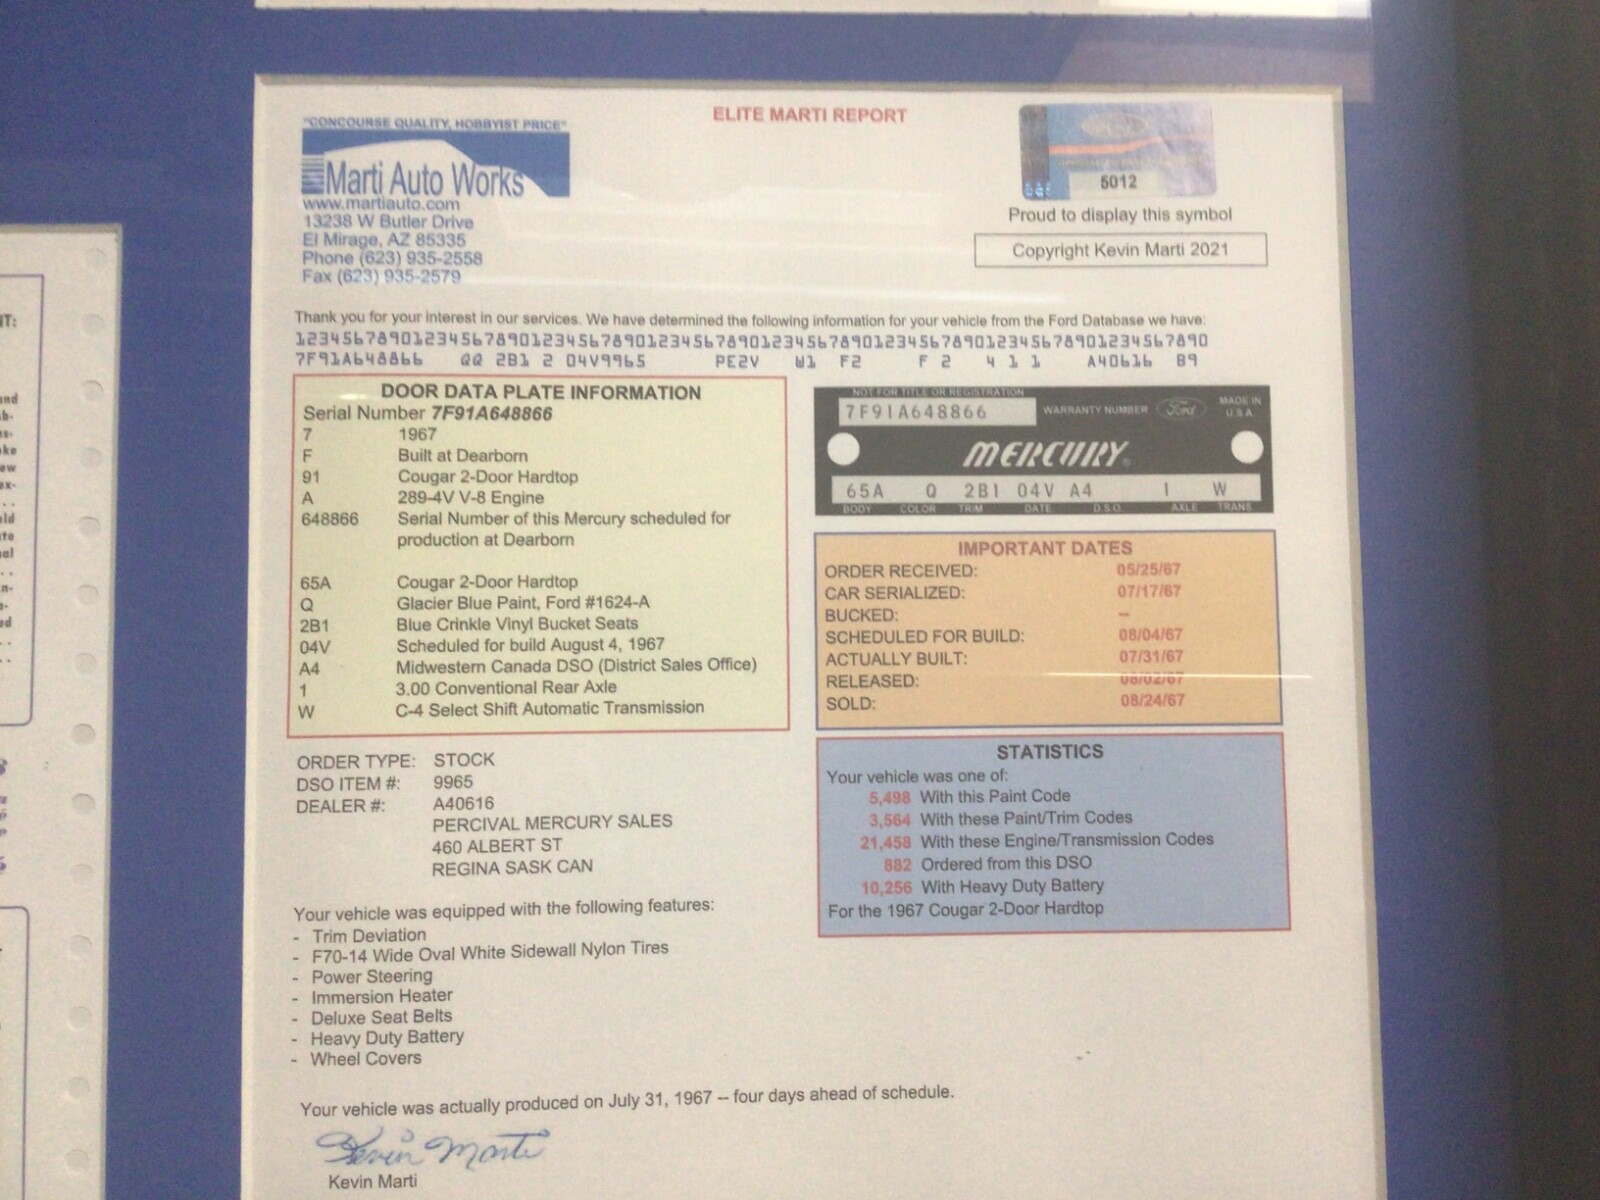 ELITE MARTI REPORT
"CONCOURSE QUALITY, HOBBYIST PRICE"
Marti Auto Works
www.martiauto.com
13238 W Butler Drive
El Mirage, AZ 85335
Phone (623) 935-2558
Fax (623) 935-2579
5012
Proud to display this symbol
Copyright Kevin Marti 2021
Thank you for your interest in our services. We have determined the following information for your vehicle from the Ford Database we have:
12345678901234567890123456789012345678901234567890123456789012345678901234567890
7F91A648866 QQ 2B1 2 04V9965 PE2V W1 F2 F 2 4 1 1 A40616 B9
DOOR DATA PLATE INFORMATION
Serial Number 7F91A648866
7 1967
F Built at Dearborn
91 Cougar 2-Door Hardtop
A 289-4V V-8 Engine
648866 Serial Number of this Mercury scheduled for
production at Dearborn
65A Cougar 2-Door Hardtop
Q Glacier Blue Paint, Ford #1624-A
2B1 Blue Crinkle Vinyl Bucket Seats
04V Scheduled for build August 4, 1967
A4 Midwestern Canada DSO (District Sales Office)
1 3.00 Conventional Rear Axle
W C-4 Select Shift Automatic Transmission
NOT FOR TITLE OR REGISTRATION
7F91A648866 WARRANTY NUMBER Ford MADE IN
U.S.A.
MERCURY
65A Q 2B1 04V A4 1 W
BODY COLOR TRIM DATE D.S.O. AXLE TRANS
IMPORTANT DATES
ORDER RECEIVED: 05/25/67
CAR SERIALIZED: 07/17/67
BUCKED: --
SCHEDULED FOR BUILD: 08/04/67
ACTUALLY BUILT: 07/31/67
RELEASED: 08/02/67
SOLD: 08/24/67
STATISTICS
Your vehicle was one of:
5,498 With this Paint Code
3,564 With these Paint/Trim Codes
21,458 With these Engine/Transmission Codes
882 Ordered from this DSO
10,256 With Heavy Duty Battery
For the 1967 Cougar 2-Door Hardtop
ORDER TYPE: STOCK
DSO ITEM #: 9965
DEALER #: A40616
PERCIVAL MERCURY SALES
460 ALBERT ST
REGINA SASK CAN
Your vehicle was equipped with the following features:
- Trim Deviation
- F70-14 Wide Oval White Sidewall Nylon Tires
- Power Steering
- Immersion Heater
- Deluxe Seat Belts
- Heavy Duty Battery
- Wheel Covers
Your vehicle was actually produced on July 31, 1967 -- four days ahead of schedule.
Kevin Marti
Kevin Marti